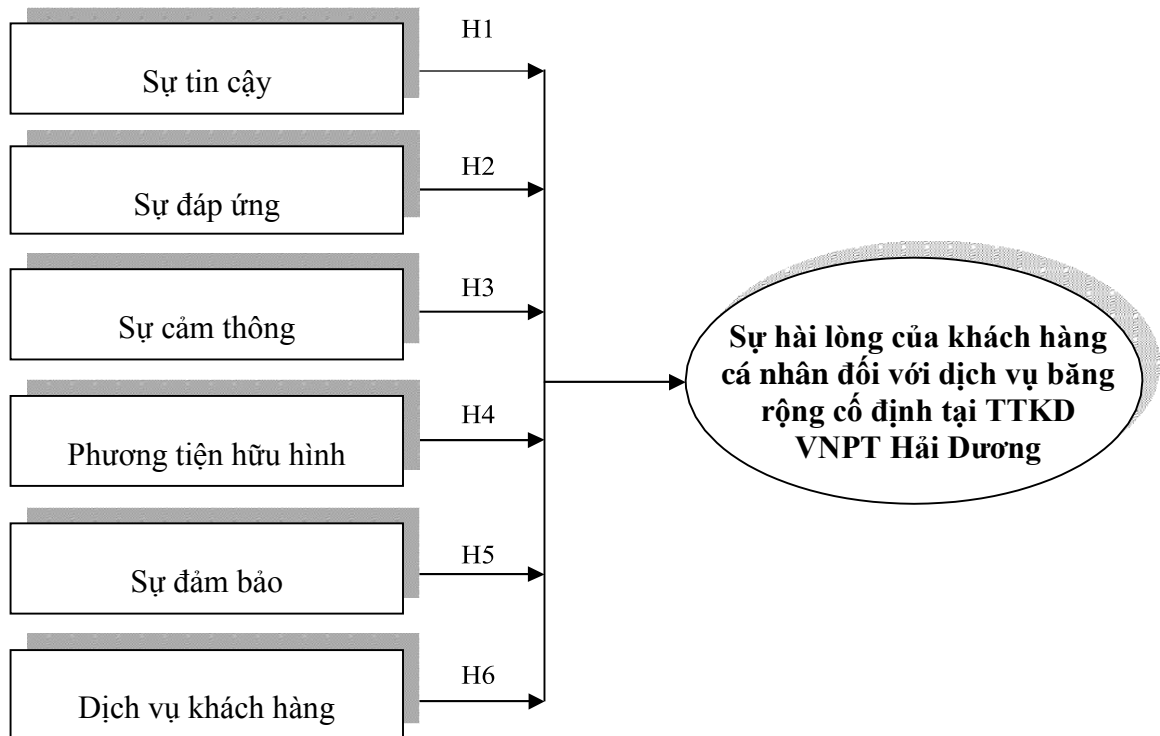 H1
Sự tin cậy
H2
Sự đáp ứng
H3
Sự cảm thông
H4
Phương tiện hữu hình
H5
Sự đảm bảo
H6
Dịch vụ khách hàng
Sự hài lòng của khách hàng
cá nhân đối với dịch vụ băng
rộng cố định tại TTKD
VNPT Hải Dương